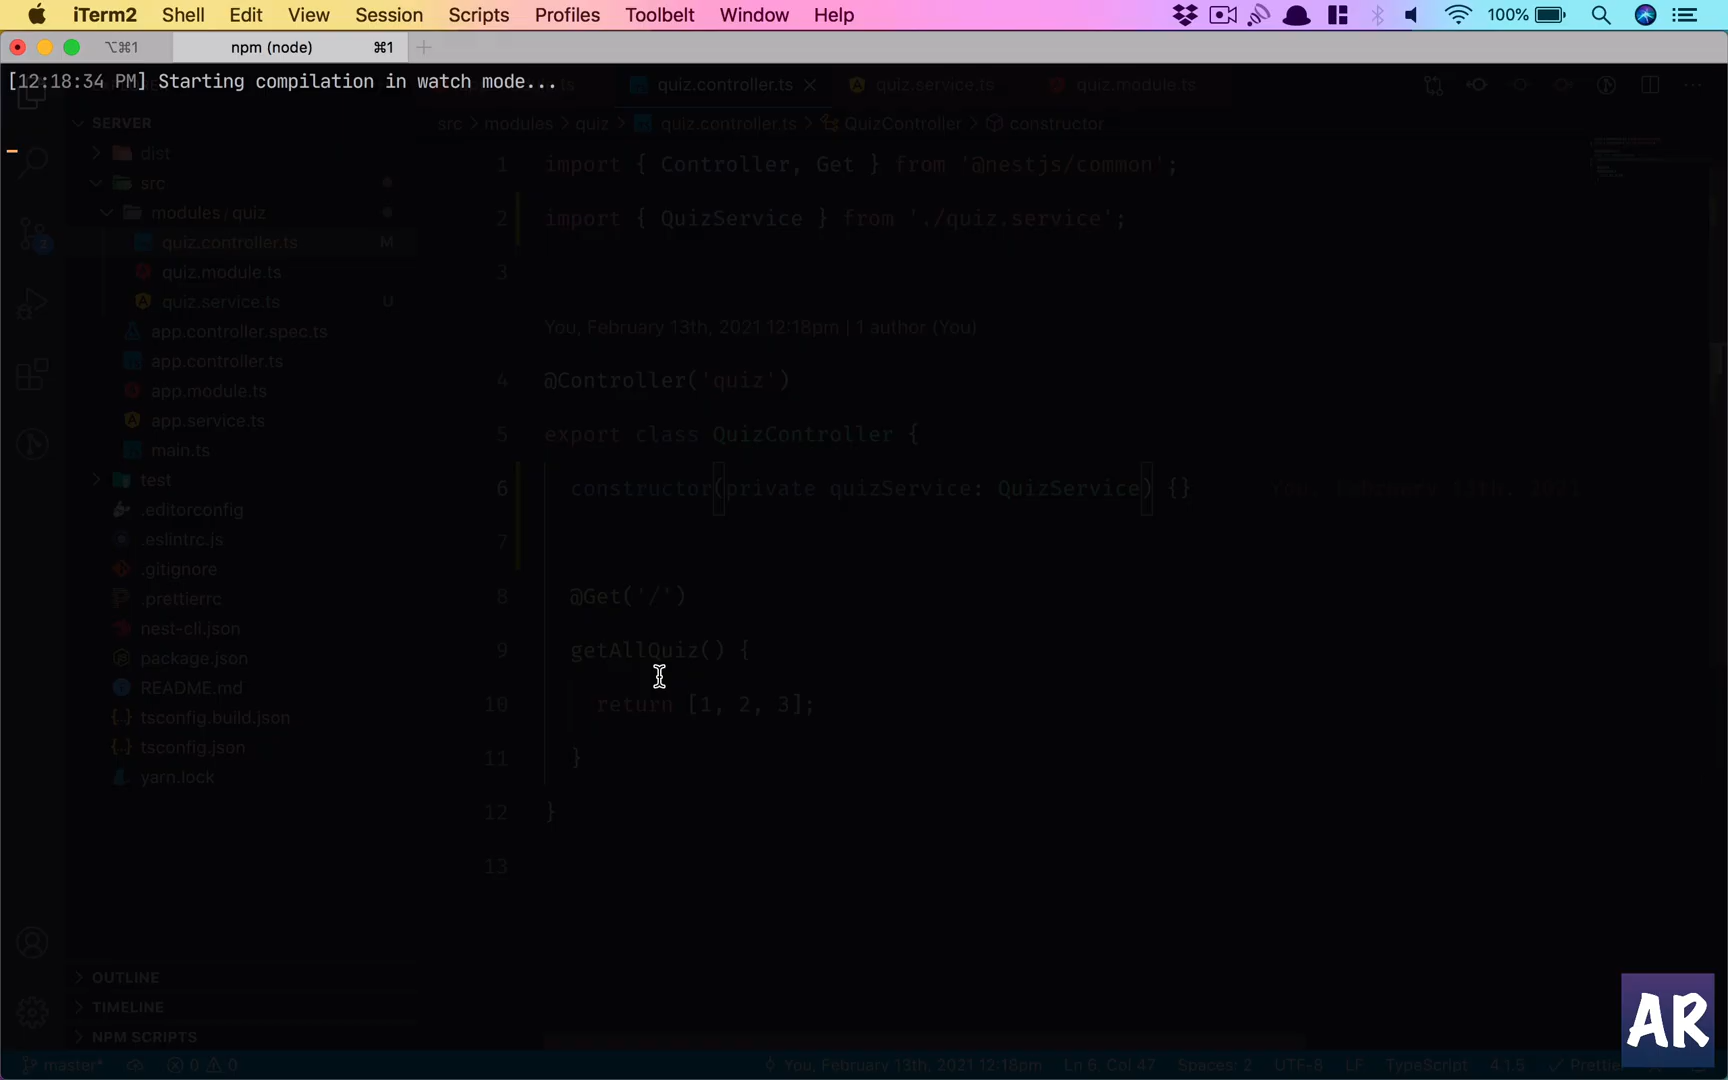 iTerm2 Shell Edit View Session Scripts Profiles Toolbelt Window Help 100%
⌥⌘1 npm (node) ⌘1 +
[12:18:34 PM] Starting compilation in watch mode...
quiz.controller.ts quiz.service.ts quiz.module.ts
SERVER
src > modules > quiz > quiz.controller.ts > QuizController > constructor
dist
src
modules / quiz
quiz.controller.ts M
quiz.module.ts
quiz.service.ts U
app.controller.spec.ts
app.controller.ts
app.module.ts
app.service.ts
main.ts
test
.editorconfig
.eslintrc.js
.gitignore
.prettierrc
nest-cli.json
package.json
README.md
tsconfig.build.json
tsconfig.json
yarn.lock
OUTLINE
TIMELINE
NPM SCRIPTS
2
1 import { Controller, Get } from '@nestjs/common';
2 import { QuizService } from './quiz.service';
3
You, February 13th, 2021 12:18pm | 1 author (You)
4 @Controller('quiz')
5 export class QuizController {
6 constructor(private quizService: QuizService) {} You, February 13th, 2021
7
8 @Get('/')
9 getAllQuiz() {
10 return [1, 2, 3];
11 }
12 }
13
master* 0 0 You, February 13th, 2021 12:18pm Ln 6, Col 47 Spaces: 2 UTF-8 LF TypeScript 4.1.5
AR